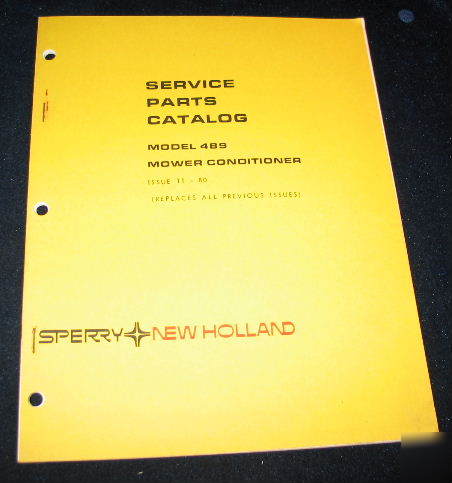 SERVICE
PARTS
CATALOG
MODEL 489
MOWER CONDITIONER
ISSUE 11 - 80
(REPLACES ALL PREVIOUS ISSUES)
SPERRY NEW HOLLAND